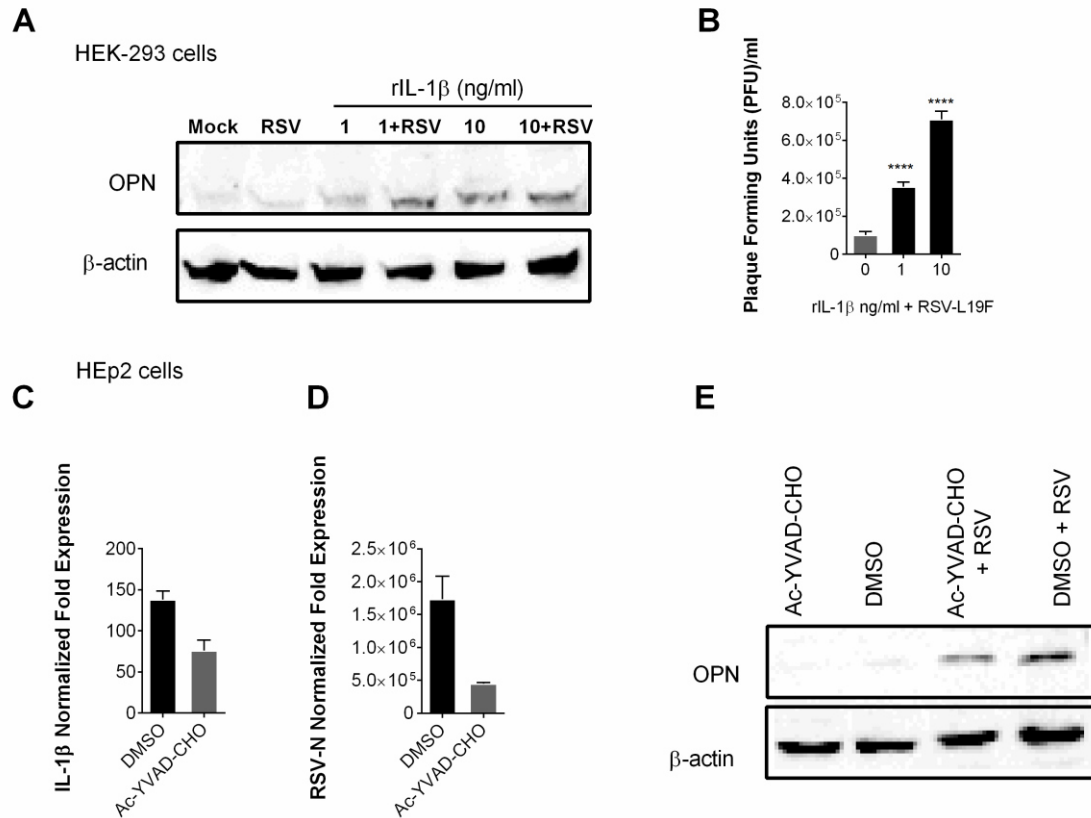 A
HEK-293 cells
rIL-1β (ng/ml)
Mock RSV 1 1+RSV 10 10+RSV
OPN
β-actin
B
Plaque Forming Units (PFU)/ml
8.0×10⁵
6.0×10⁵
4.0×10⁵
2.0×10⁵
0
****
****
0 1 10
rIL-1β ng/ml + RSV-L19F
HEp2 cells
C
IL-1β Normalized Fold Expression
200
150
100
50
0
DMSO
Ac-YVAD-CHO
D
RSV-N Normalized Fold Expression
2.5×10⁶
2.0×10⁶
1.5×10⁶
1.0×10⁶
5.0×10⁵
0
DMSO
Ac-YVAD-CHO
E
Ac-YVAD-CHO
DMSO
Ac-YVAD-CHO
+ RSV
DMSO + RSV
OPN
β-actin